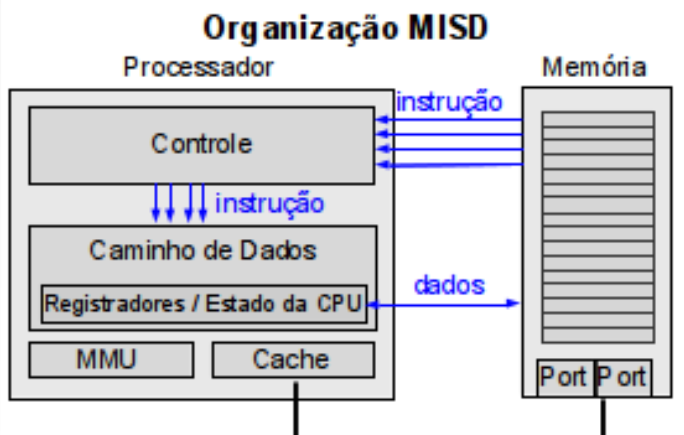 Organização MISD
Processador
Memória
instrução
Controle
instrução
Caminho de Dados
dados
Registradores / Estado da CPU
MMU
Cache
Port
Port